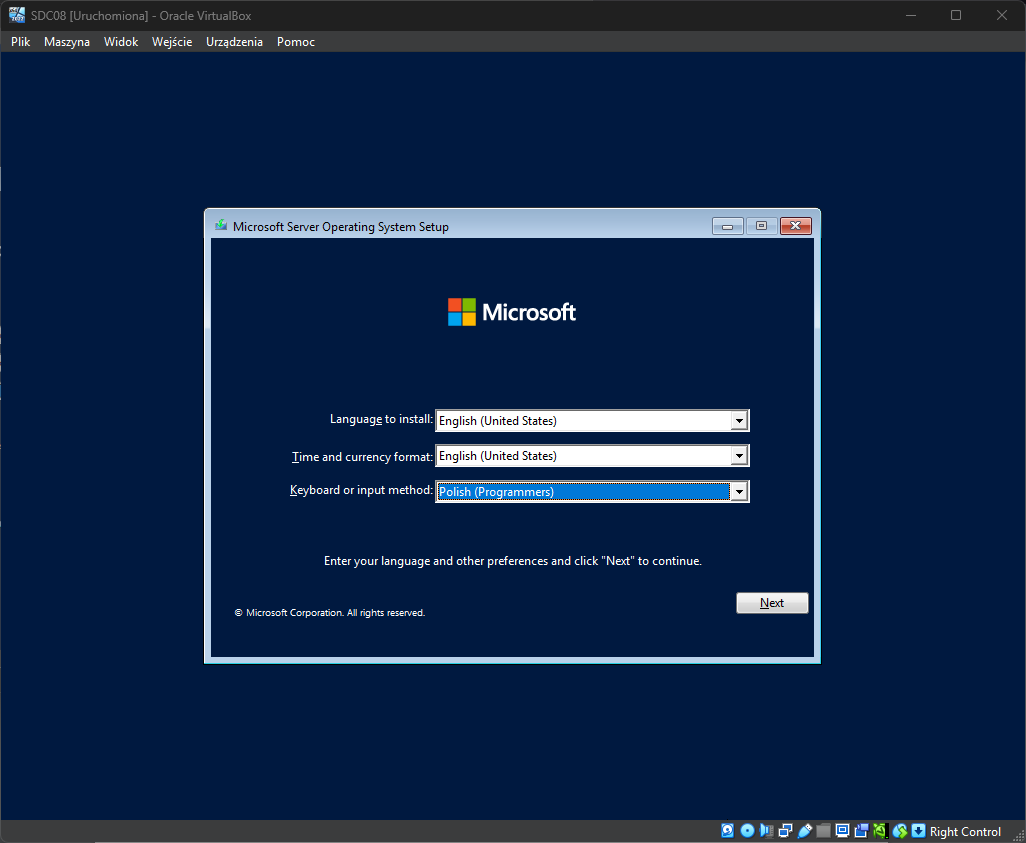 SDC08 [Uruchomiona] - Oracle VirtualBox
Plik Maszyna Widok Wejście Urządzenia Pomoc
Microsoft Server Operating System Setup
Microsoft
Language to install: English (United States)
Time and currency format: English (United States)
Keyboard or input method: Polish (Programmers)
Enter your language and other preferences and click "Next" to continue.
Next
© Microsoft Corporation. All rights reserved.
Right Control